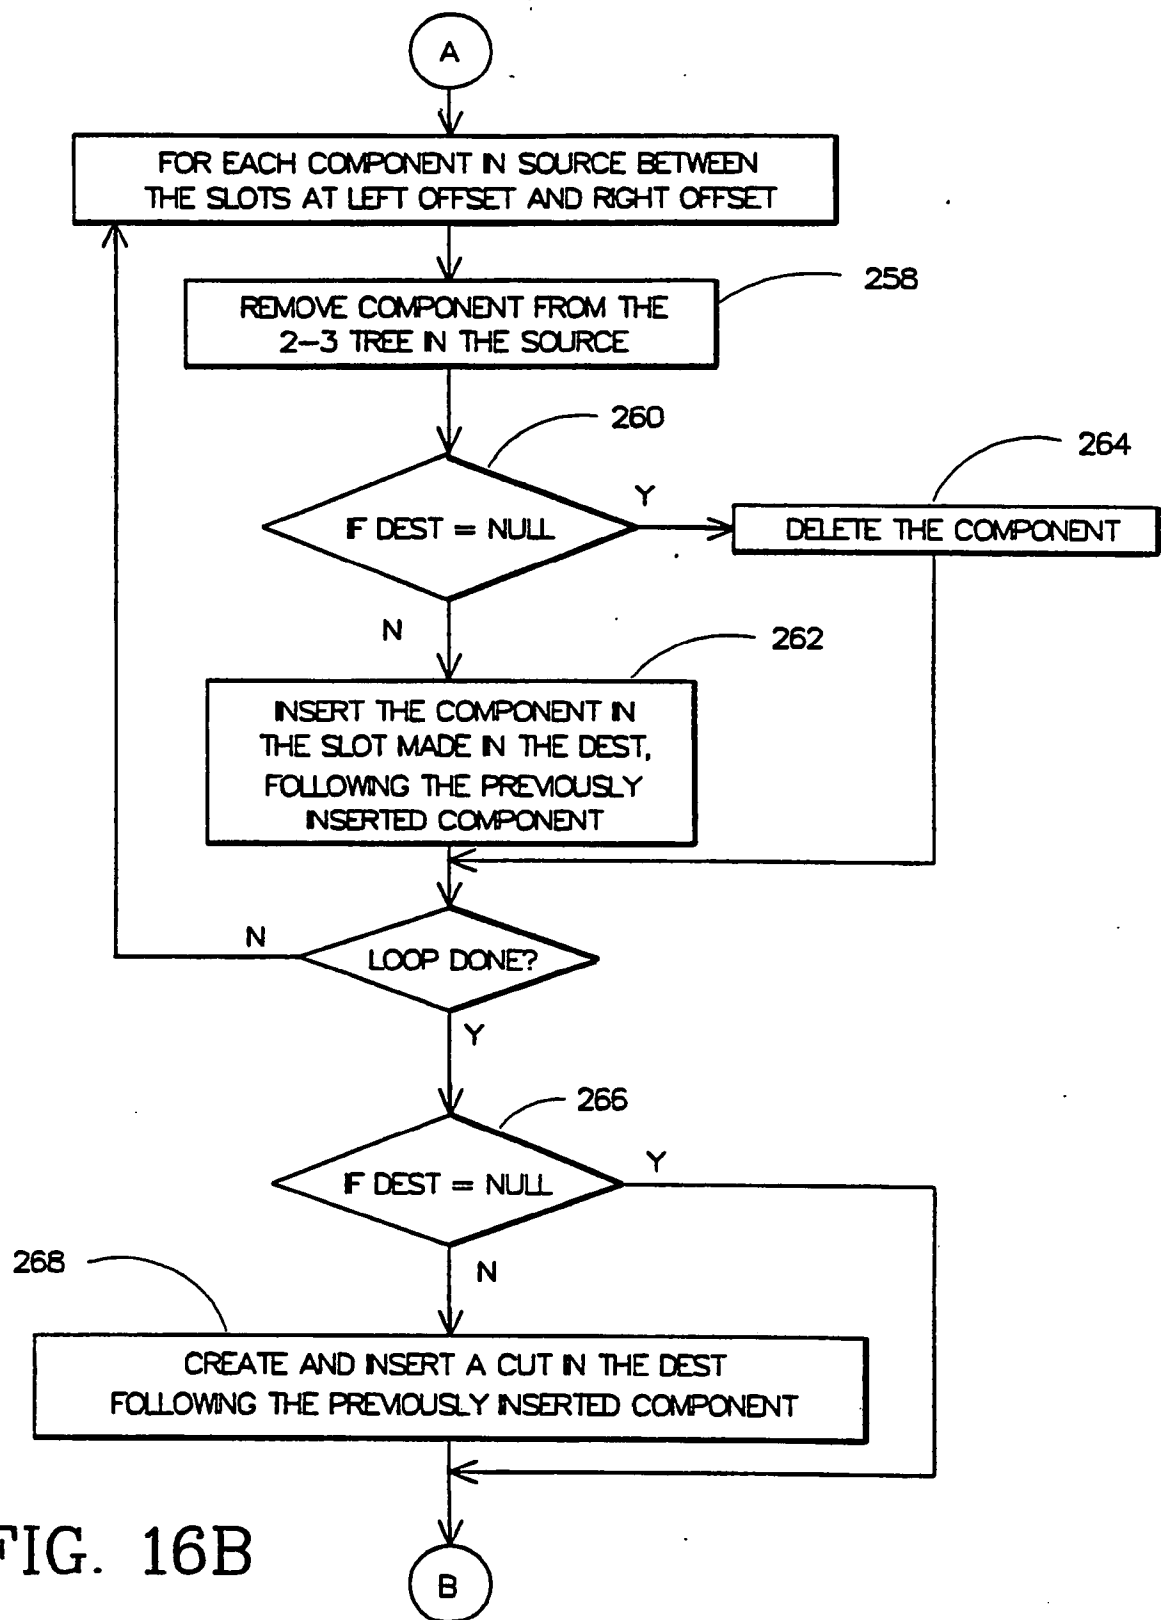 A
FOR EACH COMPONENT IN SOURCE BETWEEN
THE SLOTS AT LEFT OFFSET AND RIGHT OFFSET
258
REMOVE COMPONENT FROM THE
2-3 TREE IN THE SOURCE
260
264
IF DEST = NULL
Y
DELETE THE COMPONENT
N
262
INSERT THE COMPONENT IN
THE SLOT MADE IN THE DEST,
FOLLOWING THE PREVIOUSLY
INSERTED COMPONENT
N
LOOP DONE?
Y
266
IF DEST = NULL
Y
268
N
CREATE AND INSERT A CUT IN THE DEST
FOLLOWING THE PREVIOUSLY INSERTED COMPONENT
FIG. 16B
B